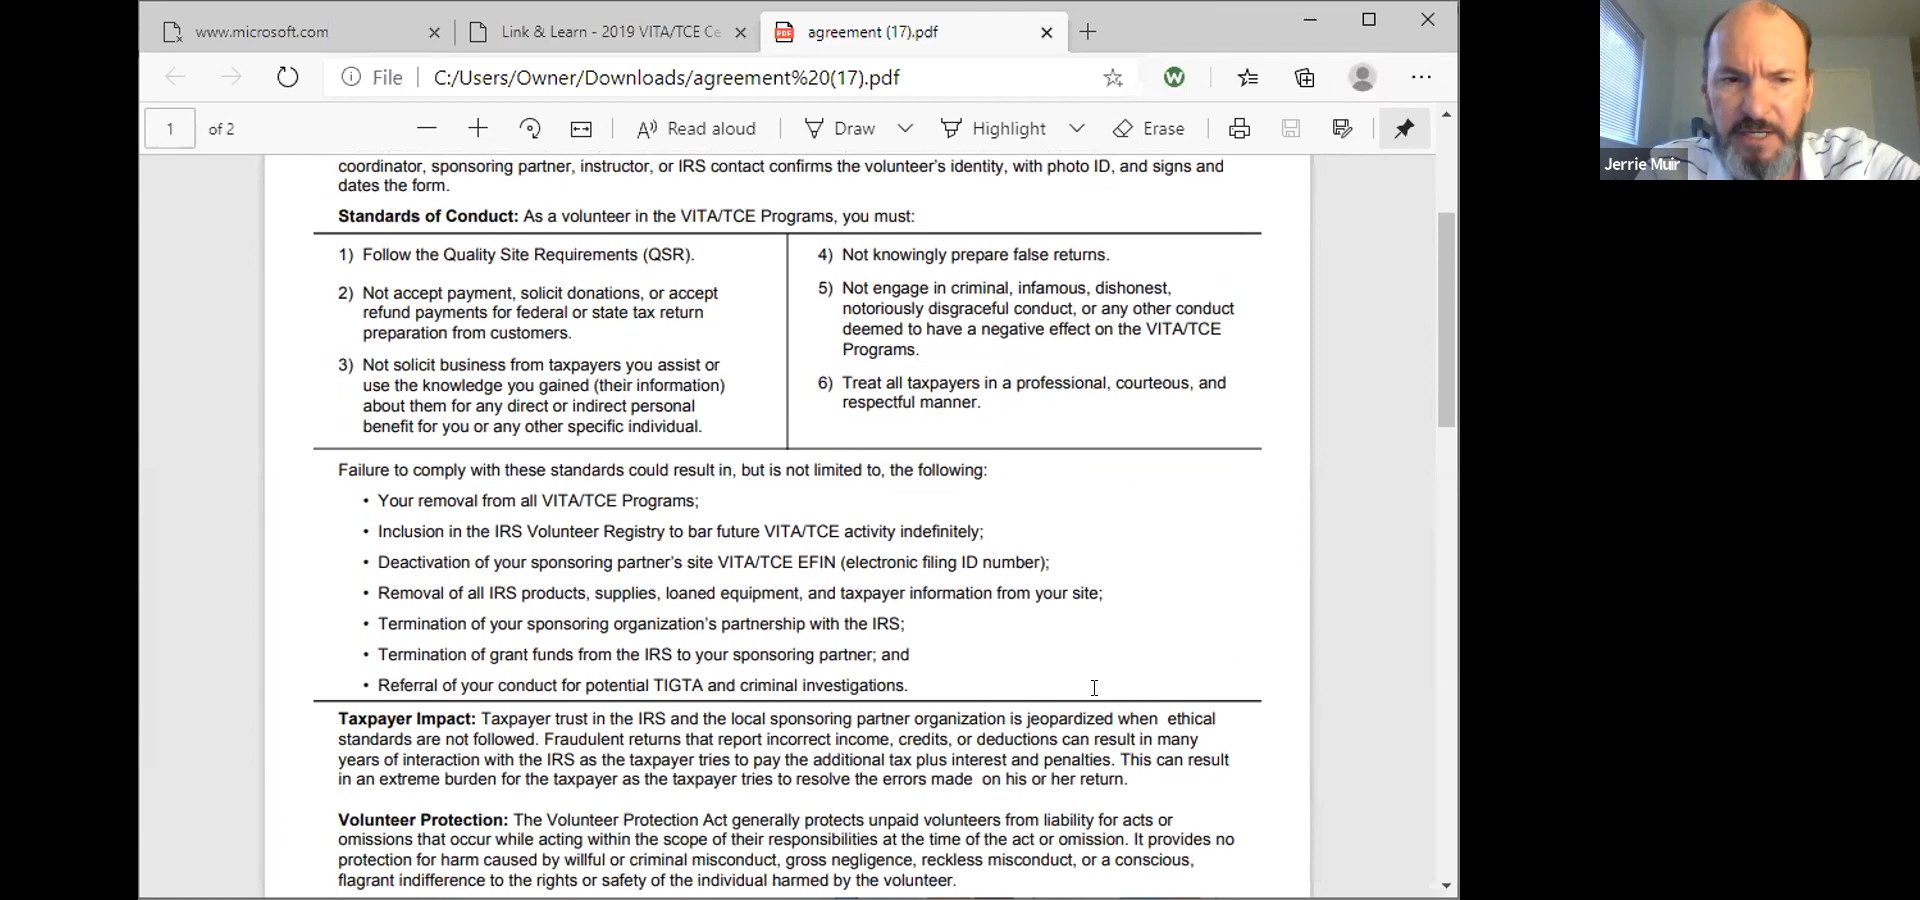 www.microsoft.com
Link & Learn - 2019 VITA/TCE Ce
agreement (17).pdf
File
C:/Users/Owner/Downloads/agreement%20(17).pdf
W
1 of 2
Read aloud
Draw
Highlight
Erase
Jerrie Muir
coordinator, sponsoring partner, instructor, or IRS contact confirms the volunteer's identity, with photo ID, and signs and
dates the form.
Standards of Conduct: As a volunteer in the VITA/TCE Programs, you must:
1) Follow the Quality Site Requirements (QSR).
2) Not accept payment, solicit donations, or accept
refund payments for federal or state tax return
preparation from customers.
3) Not solicit business from taxpayers you assist or
use the knowledge you gained (their information)
about them for any direct or indirect personal
benefit for you or any other specific individual.
4) Not knowingly prepare false returns.
5) Not engage in criminal, infamous, dishonest,
notoriously disgraceful conduct, or any other conduct
deemed to have a negative effect on the VITA/TCE
Programs.
6) Treat all taxpayers in a professional, courteous, and
respectful manner.
Failure to comply with these standards could result in, but is not limited to, the following:
• Your removal from all VITA/TCE Programs;
• Inclusion in the IRS Volunteer Registry to bar future VITA/TCE activity indefinitely;
• Deactivation of your sponsoring partner's site VITA/TCE EFIN (electronic filing ID number);
• Removal of all IRS products, supplies, loaned equipment, and taxpayer information from your site;
• Termination of your sponsoring organization's partnership with the IRS;
• Termination of grant funds from the IRS to your sponsoring partner; and
• Referral of your conduct for potential TIGTA and criminal investigations.
Taxpayer Impact: Taxpayer trust in the IRS and the local sponsoring partner organization is jeopardized when ethical
standards are not followed. Fraudulent returns that report incorrect income, credits, or deductions can result in many
years of interaction with the IRS as the taxpayer tries to pay the additional tax plus interest and penalties. This can result
in an extreme burden for the taxpayer as the taxpayer tries to resolve the errors made on his or her return.
Volunteer Protection: The Volunteer Protection Act generally protects unpaid volunteers from liability for acts or
omissions that occur while acting within the scope of their responsibilities at the time of the act or omission. It provides no
protection for harm caused by willful or criminal misconduct, gross negligence, reckless misconduct, or a conscious,
flagrant indifference to the rights or safety of the individual harmed by the volunteer.